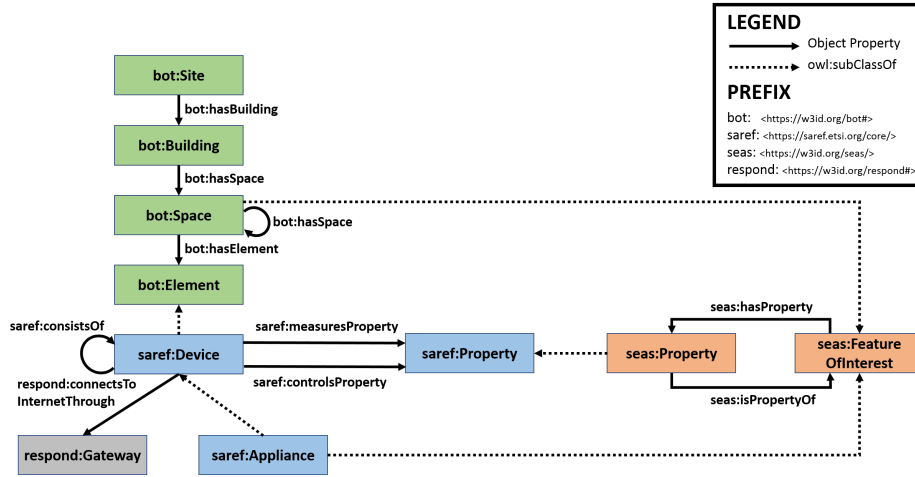 LEGEND
Object Property
owl:subClassOf
PREFIX
bot: <https://w3id.org/bot#>
saref: <https://saref.etsi.org/core/>
seas: <https://w3id.org/seas/>
respond: <https://w3id.org/respond#>
bot:Site
bot:hasBuilding
bot:Building
bot:hasSpace
bot:Space
bot:hasSpace
bot:hasElement
bot:Element
saref:consistsOf
saref:Device
saref:measuresProperty
saref:controlsProperty
saref:Property
seas:Property
seas:hasProperty
seas:isPropertyOf
seas:Feature
OfInterest
respond:connectsTo
InternetThrough
respond:Gateway
saref:Appliance